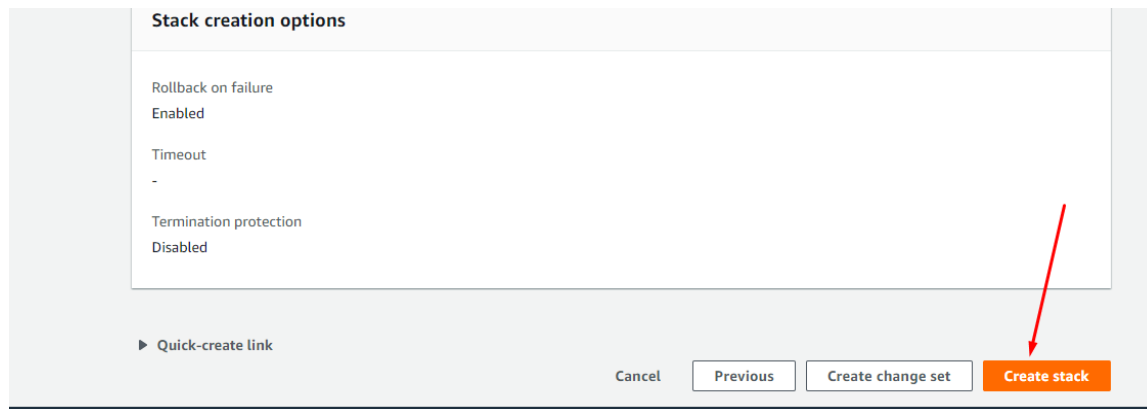 Stack creation options
Rollback on failure
Enabled
Timeout
-
Termination protection
Disabled
Quick-create link
Cancel Previous Create change set Create stack